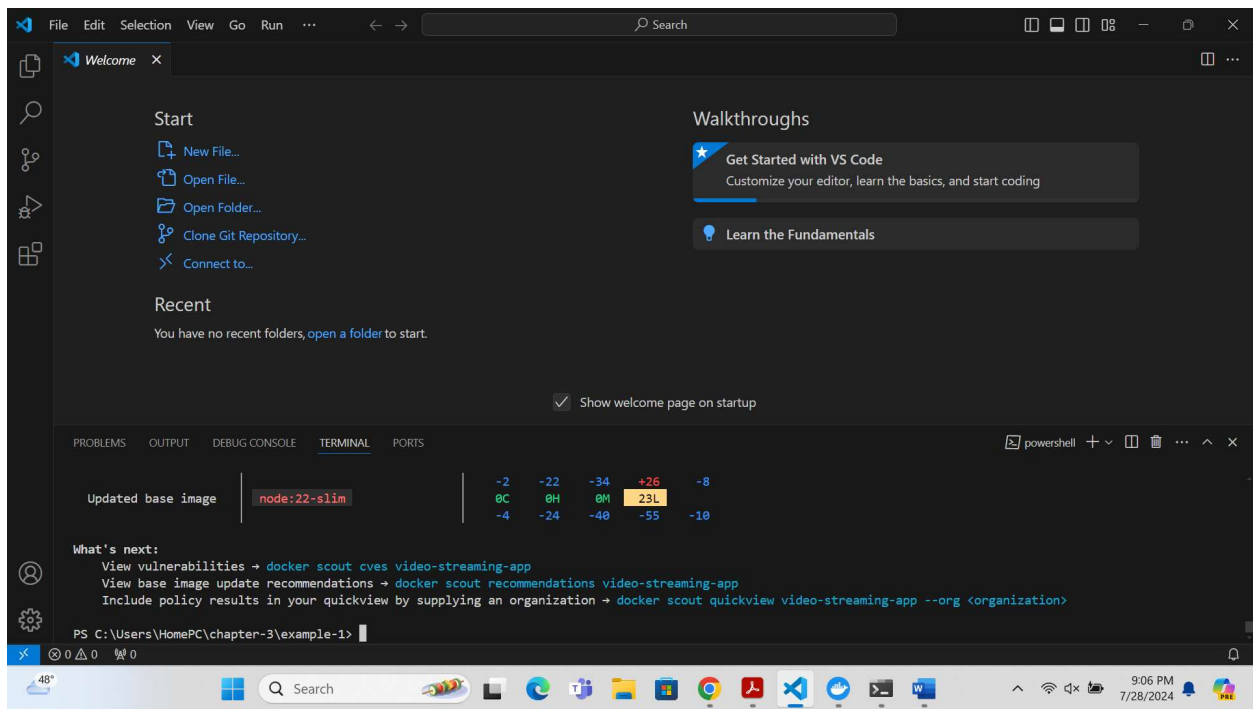 File Edit Selection View Go Run ...
Search
Welcome
Start
New File...
Open File...
Open Folder...
Clone Git Repository...
Connect to...
Recent
You have no recent folders, open a folder to start.
Walkthroughs
Get Started with VS Code
Customize your editor, learn the basics, and start coding
Learn the Fundamentals
Show welcome page on startup
PROBLEMS OUTPUT DEBUG CONSOLE TERMINAL PORTS
powershell
-2 -22 -34 +26 -8
Updated base image node:22-slim 0C 0H 0M 23L
-4 -24 -40 -55 -10
What's next:
View vulnerabilities → docker scout cves video-streaming-app
View base image update recommendations → docker scout recommendations video-streaming-app
Include policy results in your quickview by supplying an organization → docker scout quickview video-streaming-app --org <organization>
PS C:\Users\HomePC\chapter-3\example-1>
0 0 0
48°
Search
9:06 PM
7/28/2024
PRE